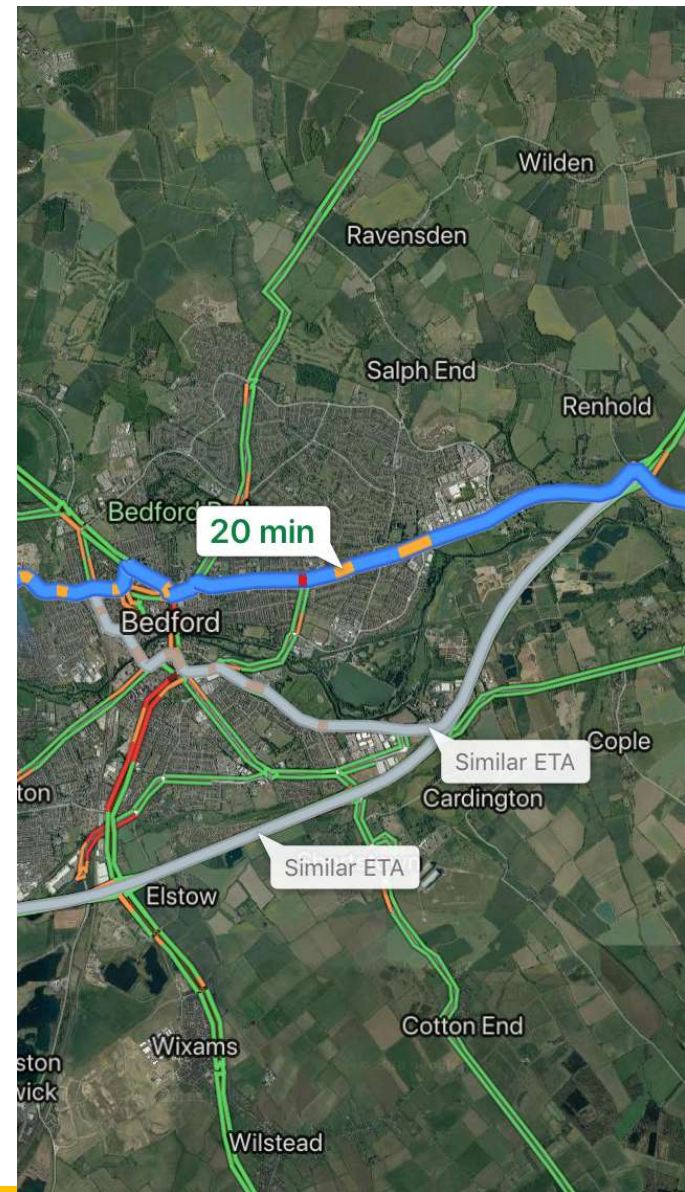 Wilden
Ravensden
Salph End
Renhold
Bedford
20 min
Bedford
Similar ETA
Cople
ton
Cardington
Similar ETA
Elstow
Cotton End
Wixams
ston
wick
Wilstead